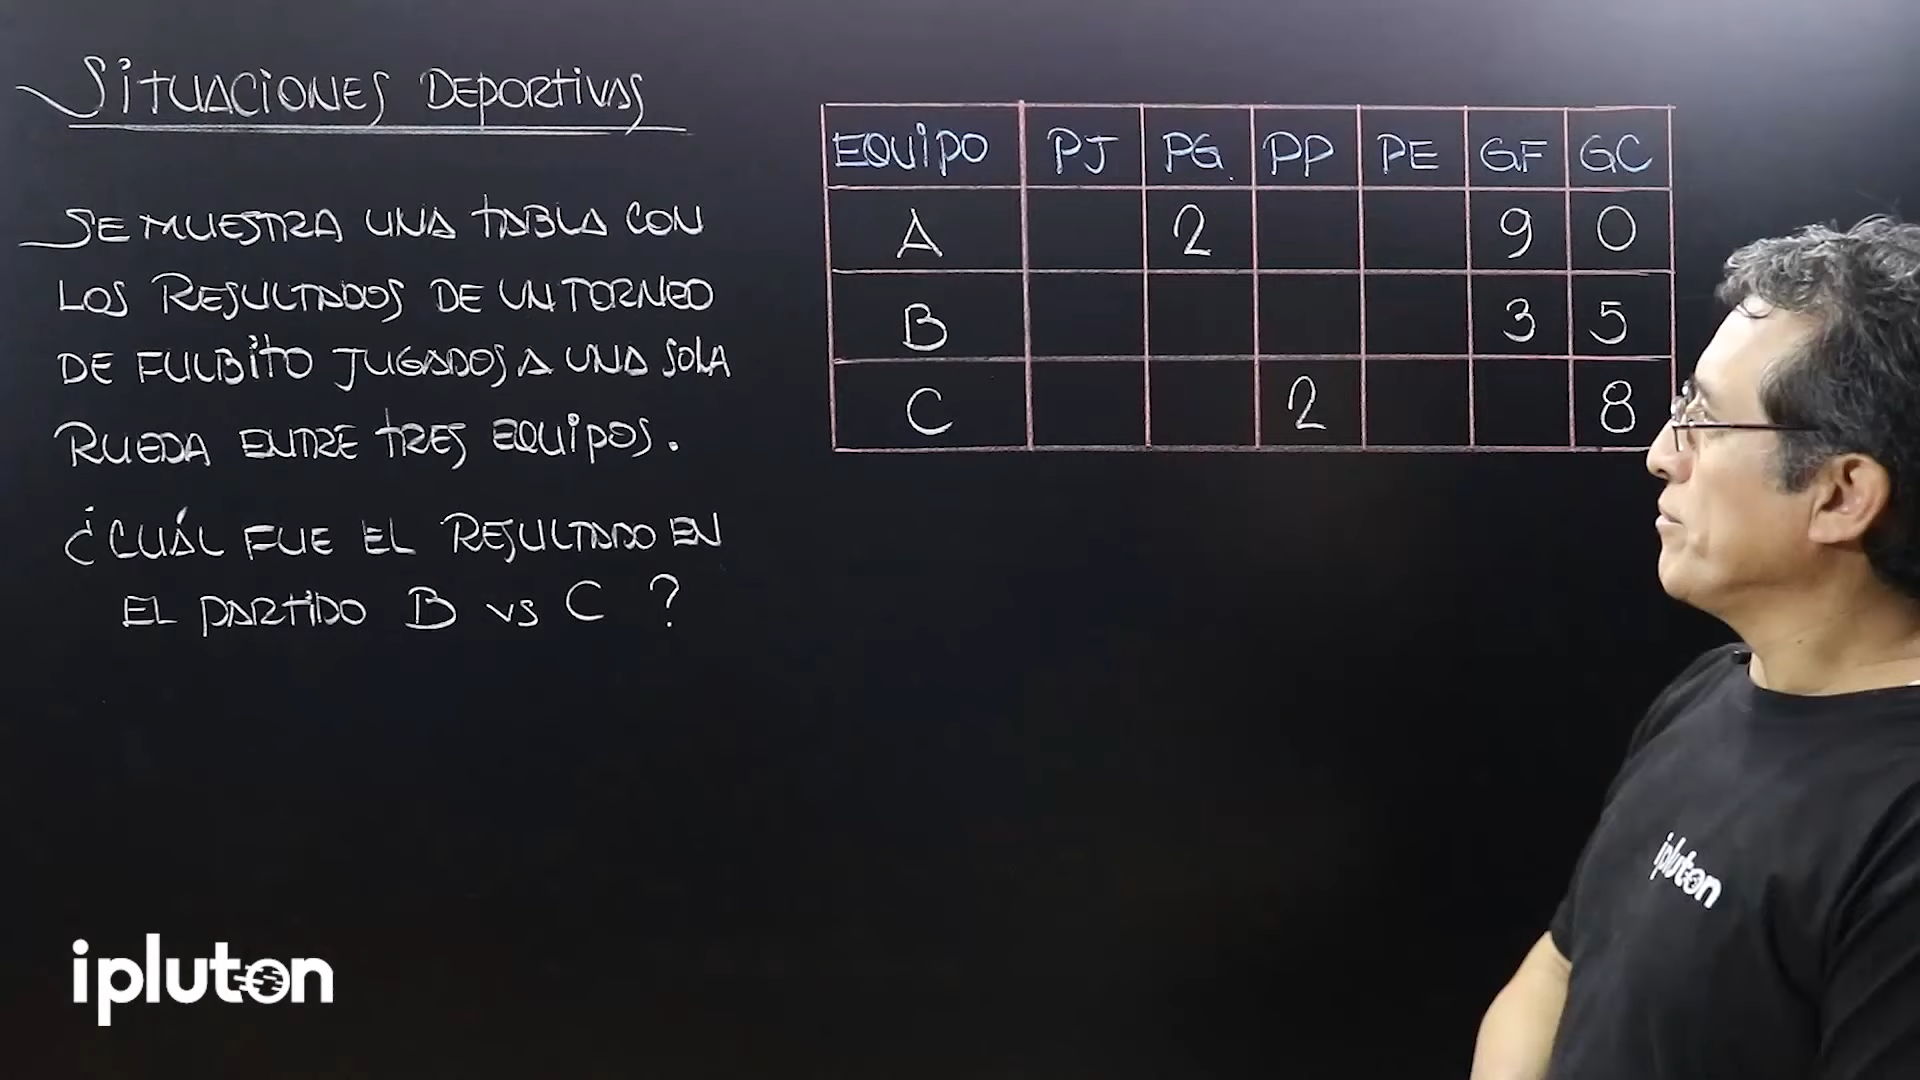 SITUACIONES DEPORTIVAS
SE MUESTRA UNA TABLA CON
LOS RESULTADOS DE UN TORNEO
DE FULBITO JUGADOS A UNA SOLA
RUEDA ENTRE TRES EQUIPOS.
¿CUÁL FUE EL RESULTADO EN
EL PARTIDO B vs C ?
EQUIPO PJ PG PP PE GF GC
A 2 9 0
B 3 5
C 2 8
ipluton
ipluton